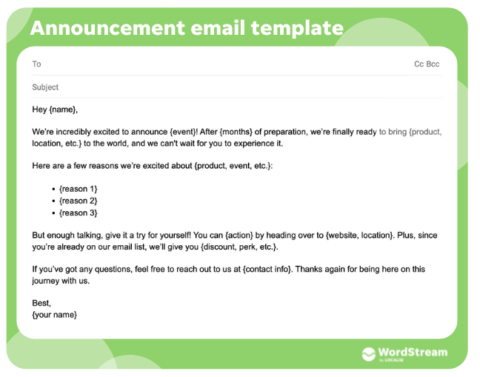 Announcement email template
To Cc Bcc
Subject
Hey {name},
We're incredibly excited to announce {event}! After {months} of preparation, we're finally ready to bring {product,
location, etc.} to the world, and we can't wait for you to experience it.
Here are a few reasons we're excited about {product, event, etc.}:
• {reason 1}
• {reason 2}
• {reason 3}
But enough talking, give it a try for yourself! You can {action} by heading over to {website, location}. Plus, since
you're already on our email list, we'll give you {discount, perk, etc.}.
If you've got any questions, feel free to reach out to us at {contact info}. Thanks again for being here on this
journey with us.
Best,
{your name}
WordStream